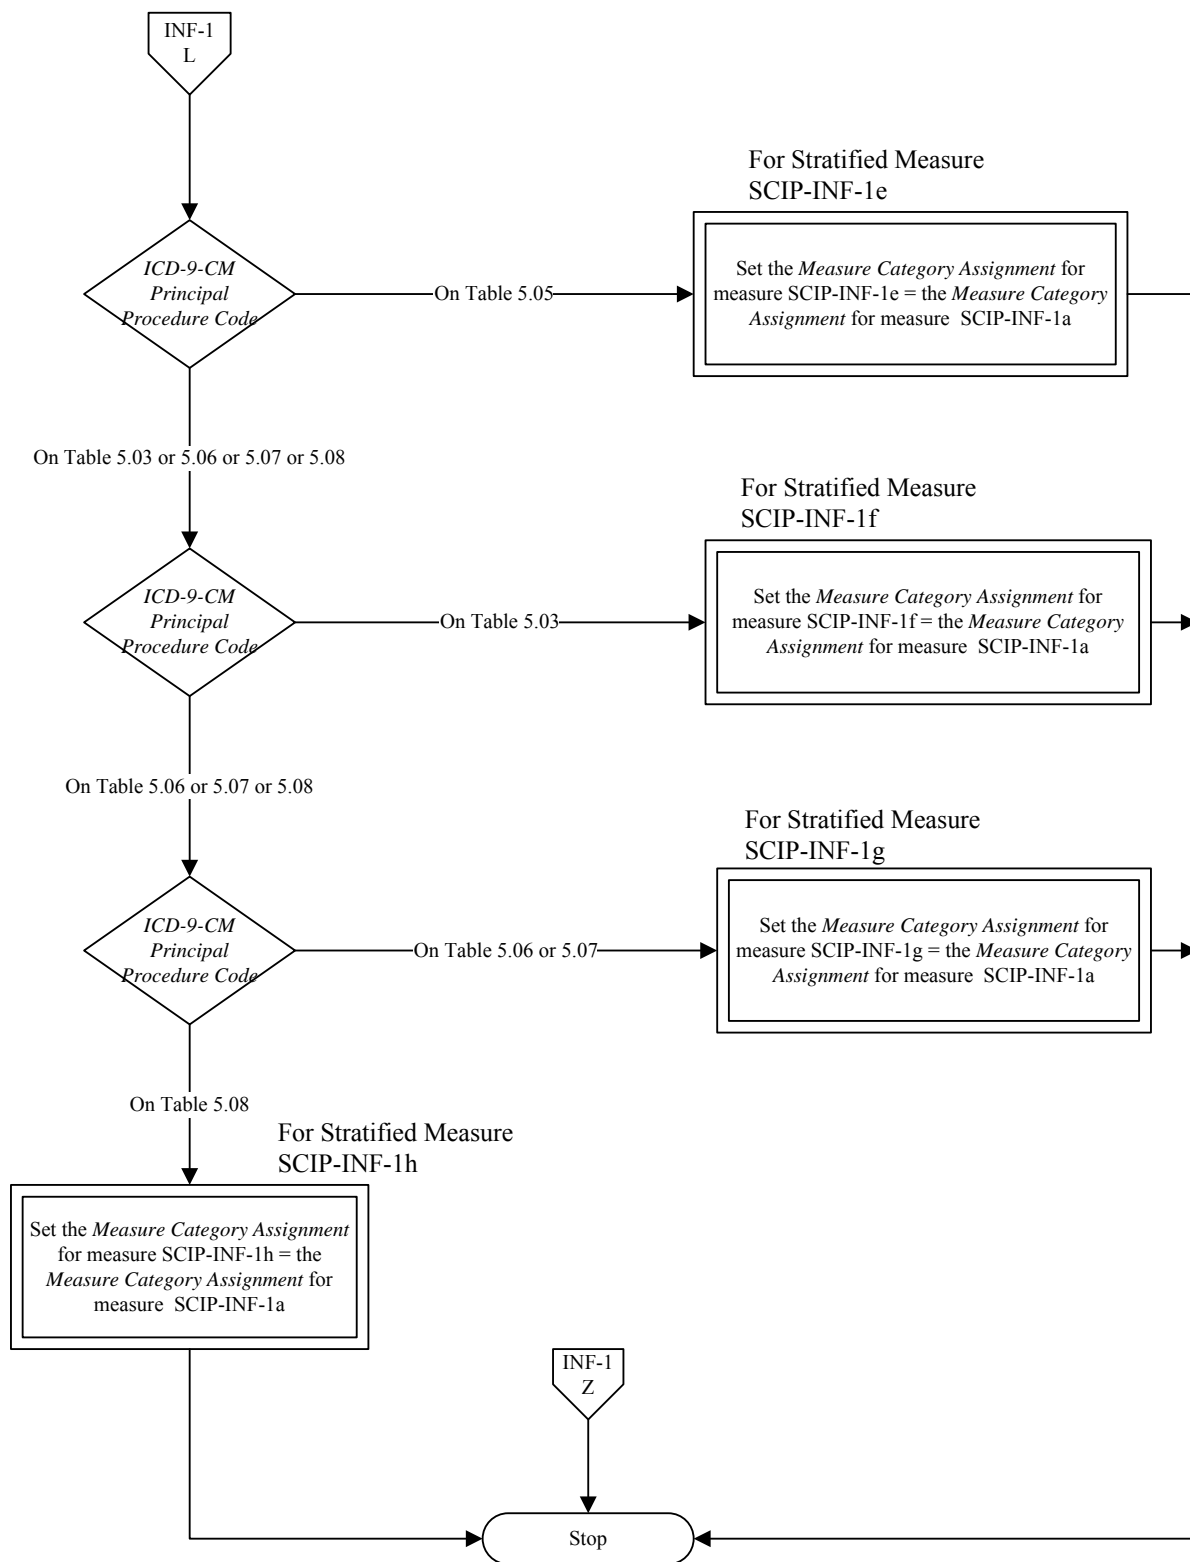 INF-1
L
For Stratified Measure
SCIP-INF-1e
ICD-9-CM
Principal
Procedure Code
On Table 5.05
Set the Measure Category Assignment for
measure SCIP-INF-1e = the Measure Category
Assignment for measure SCIP-INF-1a
On Table 5.03 or 5.06 or 5.07 or 5.08
For Stratified Measure
SCIP-INF-1f
ICD-9-CM
Principal
Procedure Code
On Table 5.03
Set the Measure Category Assignment for
measure SCIP-INF-1f = the Measure Category
Assignment for measure SCIP-INF-1a
On Table 5.06 or 5.07 or 5.08
For Stratified Measure
SCIP-INF-1g
ICD-9-CM
Principal
Procedure Code
On Table 5.06 or 5.07
Set the Measure Category Assignment for
measure SCIP-INF-1g = the Measure Category
Assignment for measure SCIP-INF-1a
On Table 5.08
For Stratified Measure
SCIP-INF-1h
Set the Measure Category Assignment
for measure SCIP-INF-1h = the
Measure Category Assignment for
measure SCIP-INF-1a
INF-1
Z
Stop